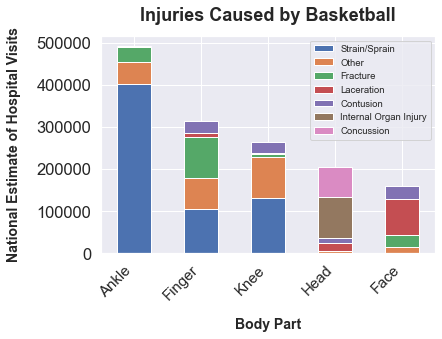 Injuries Caused by Basketball
National Estimate of Hospital Visits
500000
400000
300000
200000
100000
0
Strain/Sprain
Other
Fracture
Laceration
Contusion
Internal Organ Injury
Concussion
Ankle
Finger
Knee
Head
Face
Body Part